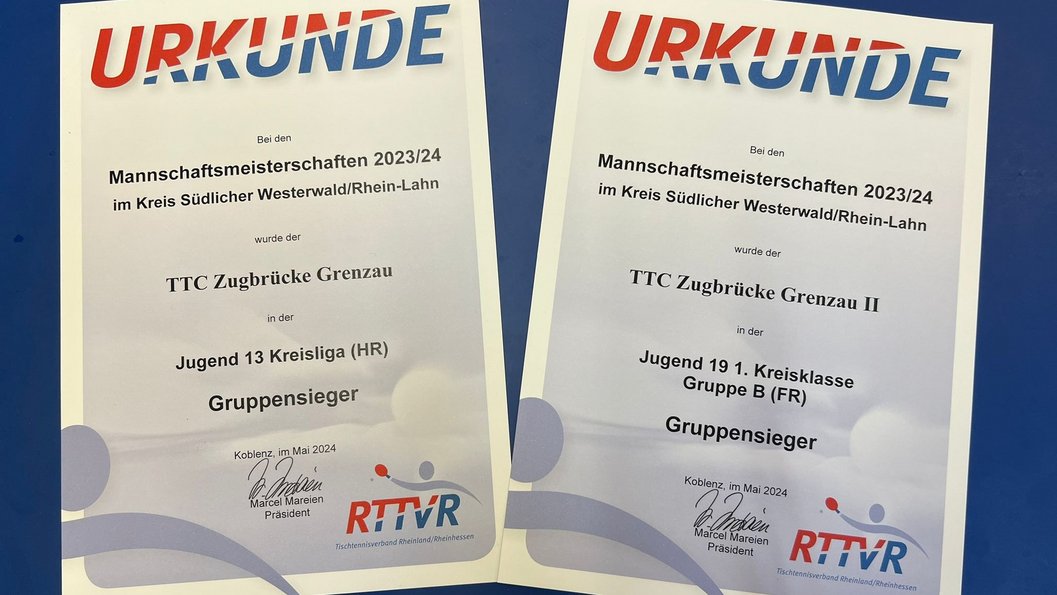 URKUNDE
Bei den
Mannschaftsmeisterschaften 2023/24
im Kreis Südlicher Westerwald/Rhein-Lahn
wurde der
TTC Zugbrücke Grenzau
in der
Jugend 13 Kreisliga (HR)
Gruppensieger
Koblenz, im Mai 2024
Marcel Mareien
Präsident
RTTVR
Tischtennisverband Rheinland/Rheinhessen
URKUNDE
Bei den
Mannschaftsmeisterschaften 2023/24
im Kreis Südlicher Westerwald/Rhein-Lahn
wurde der
TTC Zugbrücke Grenzau II
in der
Jugend 19 1. Kreisklasse
Gruppe B (FR)
Gruppensieger
Koblenz, im Mai 2024
Marcel Mareien
Präsident
RTTVR
Tischtennisverband Rheinland/Rheinhessen